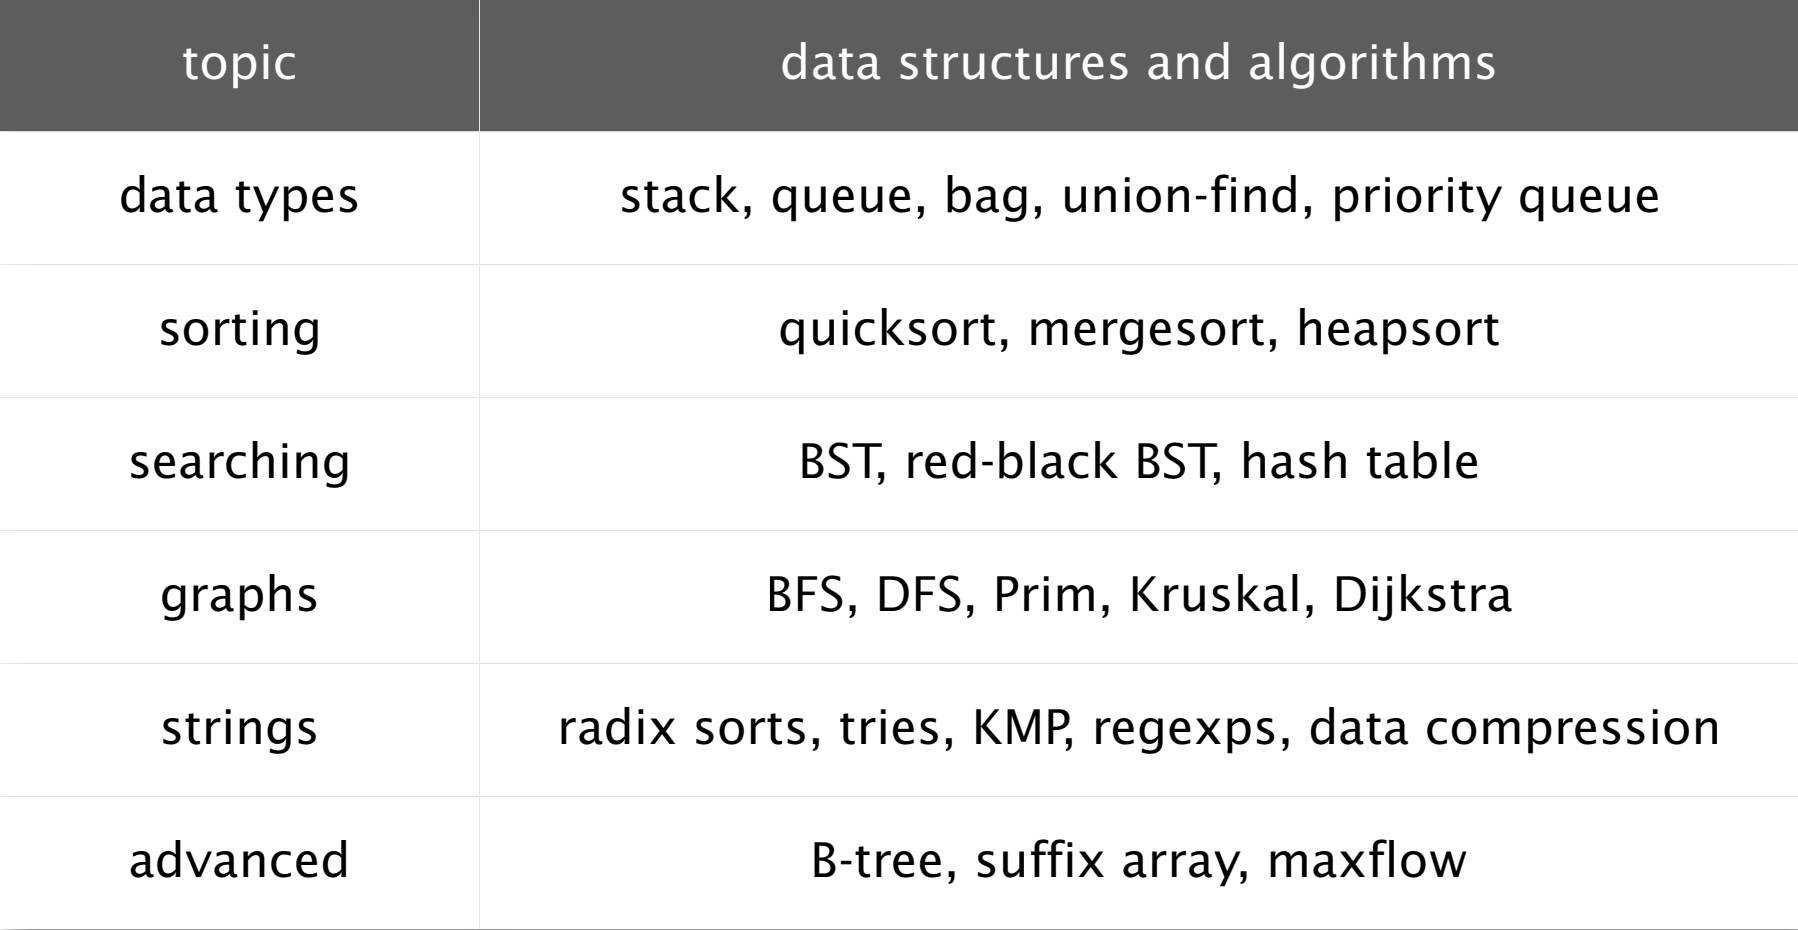 topic data structures and algorithms
data types stack, queue, bag, union-find, priority queue
sorting quicksort, mergesort, heapsort
searching BST, red-black BST, hash table
graphs BFS, DFS, Prim, Kruskal, Dijkstra
strings radix sorts, tries, KMP, regexps, data compression
advanced B-tree, suffix array, maxflow